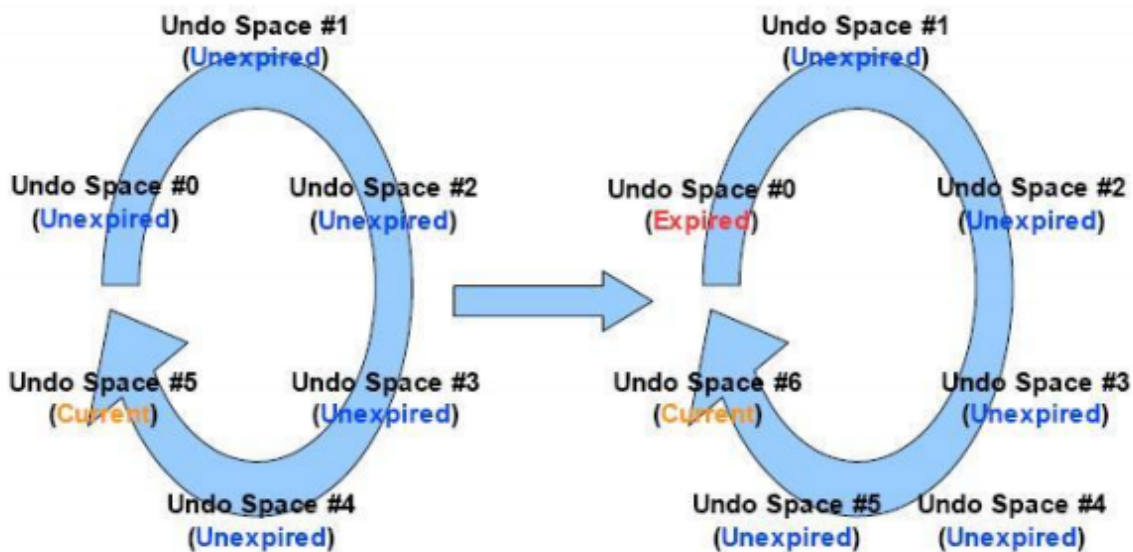 Undo Space #1
(Unexpired)
Undo Space #0
(Unexpired)
Undo Space #2
(Unexpired)
Undo Space #5
(Current)
Undo Space #3
(Unexpired)
Undo Space #4
(Unexpired)
Undo Space #1
(Unexpired)
Undo Space #0
(Expired)
Undo Space #2
(Unexpired)
Undo Space #6
(Current)
Undo Space #3
(Unexpired)
Undo Space #5
(Unexpired)
Undo Space #4
(Unexpired)